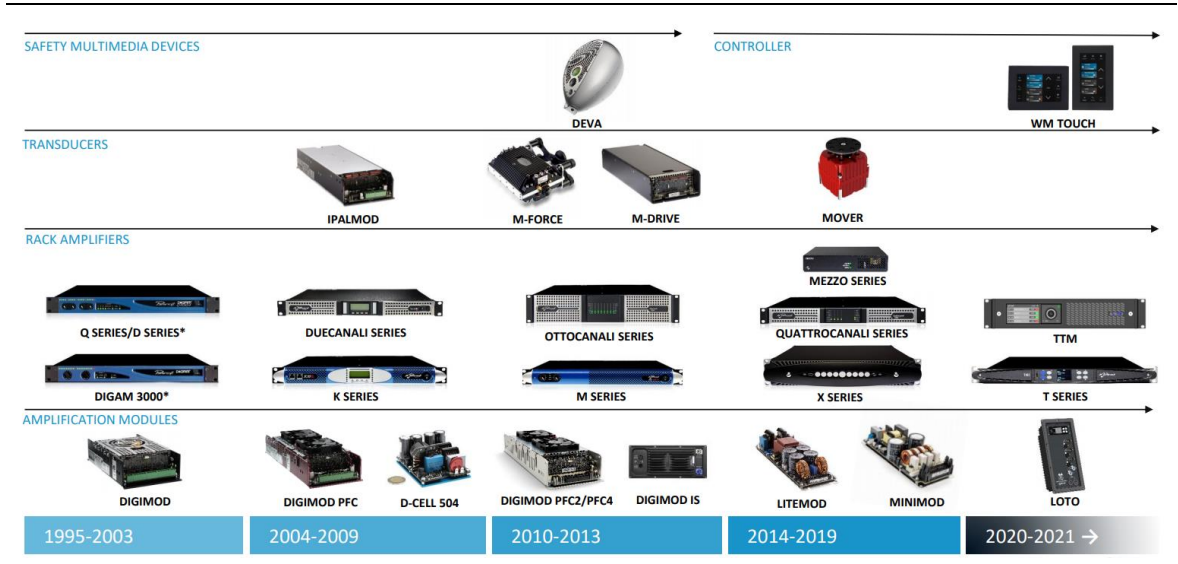 SAFETY MULTIMEDIA DEVICES
CONTROLLER
DEVA
WM TOUCH
TRANSDUCERS
IPALMOD
M-FORCE
M-DRIVE
MOVER
RACK AMPLIFIERS
MEZZO SERIES
Q SERIES/D SERIES*
DUECANALI SERIES
OTTOCANALI SERIES
QUATTROCANALI SERIES
TTM
DIGAM 3000*
K SERIES
M SERIES
X SERIES
T SERIES
AMPLIFICATION MODULES
DIGIMOD
DIGIMOD PFC
D-CELL 504
DIGIMOD PFC2/PFC4
DIGIMOD IS
LITEMOD
MINIMOD
LOTO
1995-2003
2004-2009
2010-2013
2014-2019
2020-2021 →